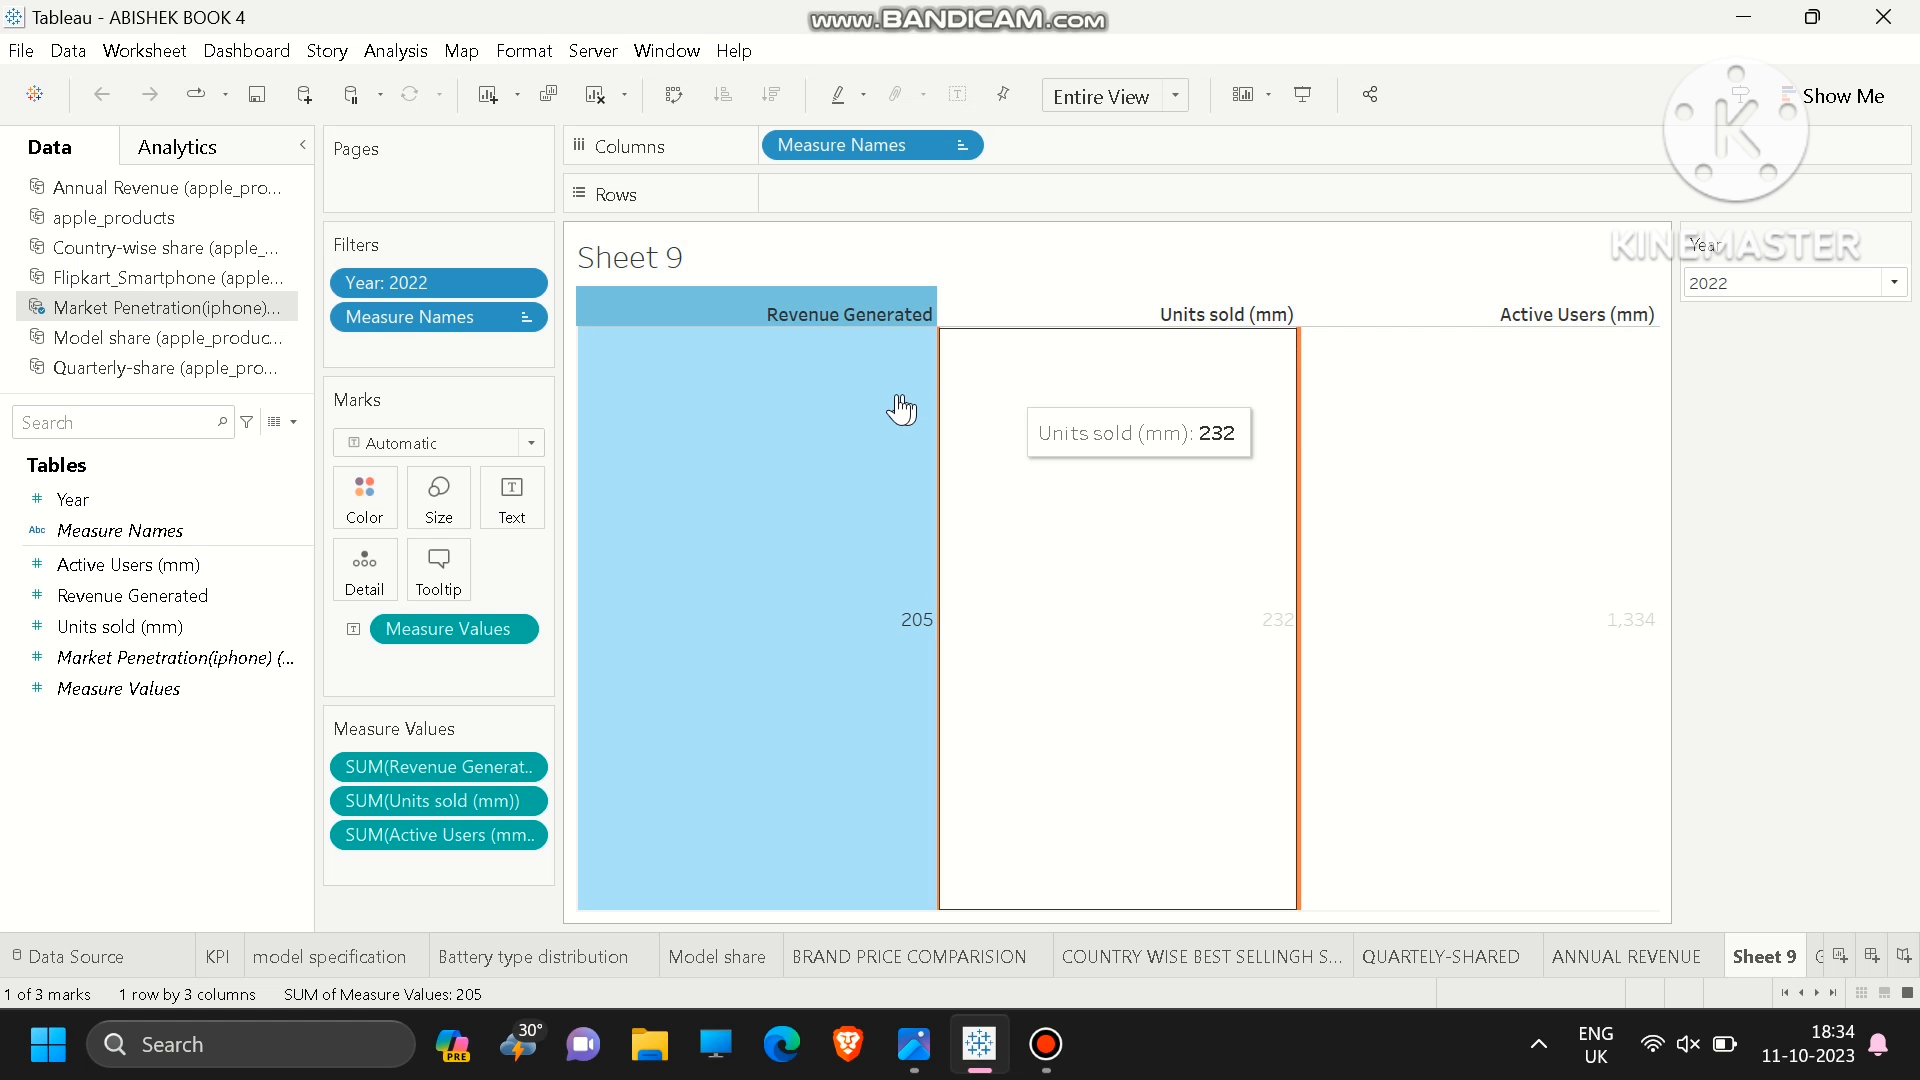 Tableau - ABISHEK BOOK 4
www.BANDICAM.com
File Data Worksheet Dashboard Story Analysis Map Format Server Window Help
Entire View
Show Me
K
KINEMASTER
Data
Analytics
Annual Revenue (apple_pro...
apple_products
Country-wise share (apple_...
Flipkart_Smartphone (apple...
Market Penetration(iphone)...
Model share (apple_produc...
Quarterly-share (apple_pro...
Search
Tables
# Year
Abc Measure Names
# Active Users (mm)
# Revenue Generated
# Units sold (mm)
# Market Penetration(iphone) (...
# Measure Values
Pages
Filters
Year: 2022
Measure Names
Marks
T Automatic
Color
Size
T
Text
Detail
Tooltip
T Measure Values
Measure Values
SUM(Revenue Generat..
SUM(Units sold (mm))
SUM(Active Users (mm..
iii Columns
Measure Names
Rows
Sheet 9
Revenue Generated
Units sold (mm)
Active Users (mm)
Units sold (mm): 232
205
232
1,334
Year
2022
Data Source
KPI
model specification
Battery type distribution
Model share
BRAND PRICE COMPARISION
COUNTRY WISE BEST SELLINGH S...
QUARTELY-SHARED
ANNUAL REVENUE
Sheet 9
1 of 3 marks
1 row by 3 columns
SUM of Measure Values: 205
Search
PRE
30°
ENG
UK
18:34
11-10-2023